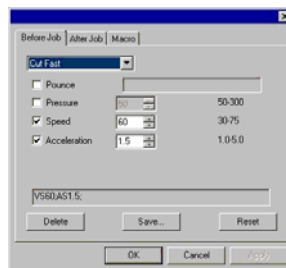 Before Job After Job Macro
Cut Fast
Pounce
Pressure 50 50-300
Speed 60 30-75
Acceleration 1.5 1.0-5.0
VS60;AS1.5;
Delete Save... Reset
OK Cancel Apply